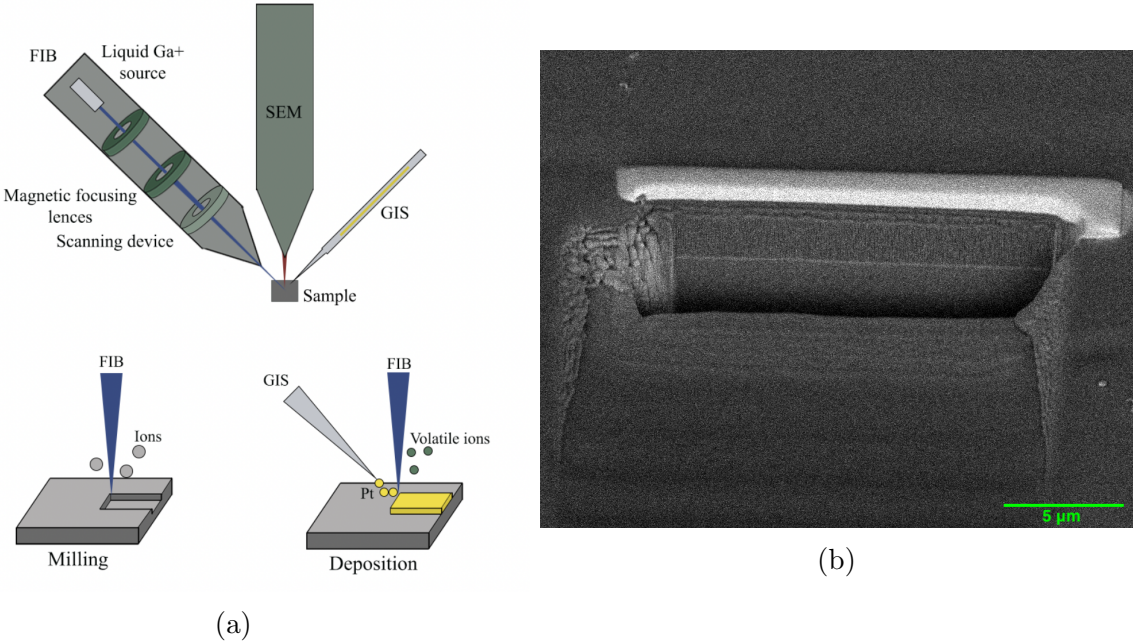 FIB
Liquid Ga+
source
SEM
Magnetic focusing
lences
Scanning device
GIS
Sample
FIB
Ions
Milling
GIS
FIB
Volatile ions
Pt
Deposition
(a)
5 μm
(b)